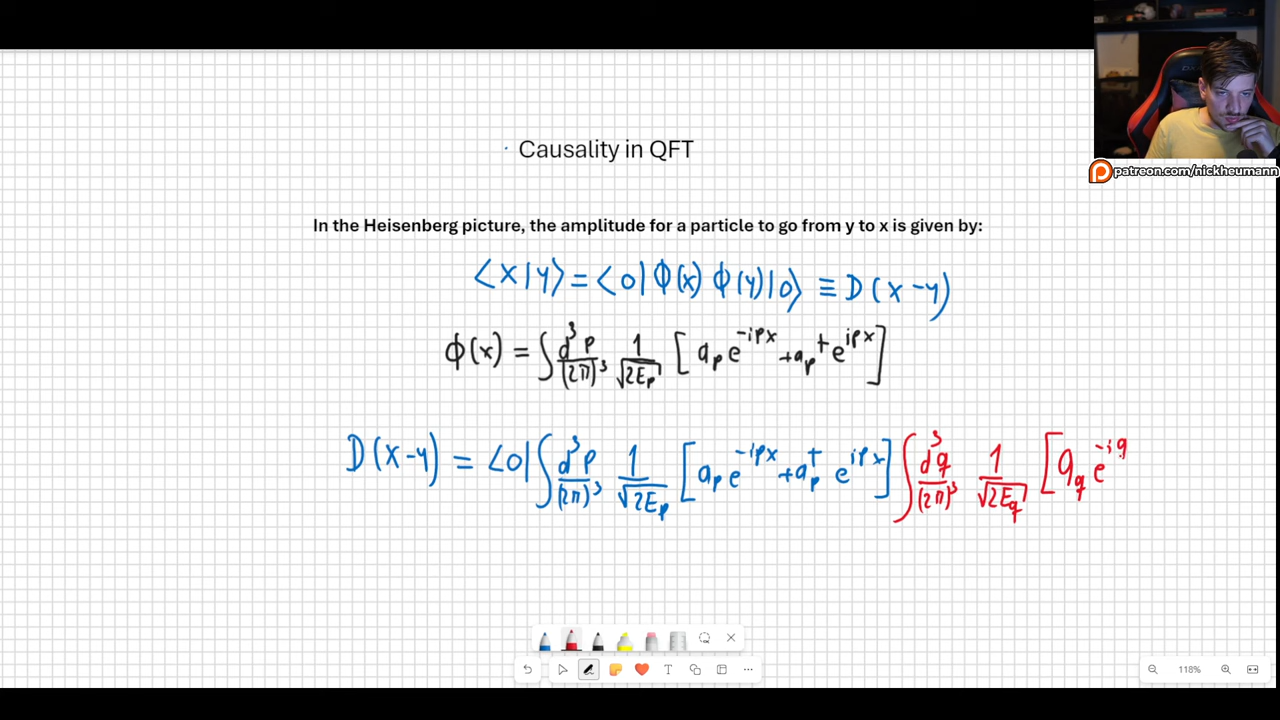 patreon.com/nickheumann
Causality in QFT
In the Heisenberg picture, the amplitude for a particle to go from y to x is given by:
⟨x|y⟩ = ⟨0| Φ(x) Φ(y) |0⟩ ≡ D(x-y)
Φ(x) = ∫ d³p/(2π)³ 1/√(2E_p) [a_p e^{-ipx} + a_p† e^{ipx}]
D(x-y) = ⟨0| ∫ d³p/(2π)³ 1/√(2E_p) [a_p e^{-ipx} + a_p† e^{ipx}] ∫ d³q/(2π)³ 1/√(2E_q) [a_q e^{-iq}
118%